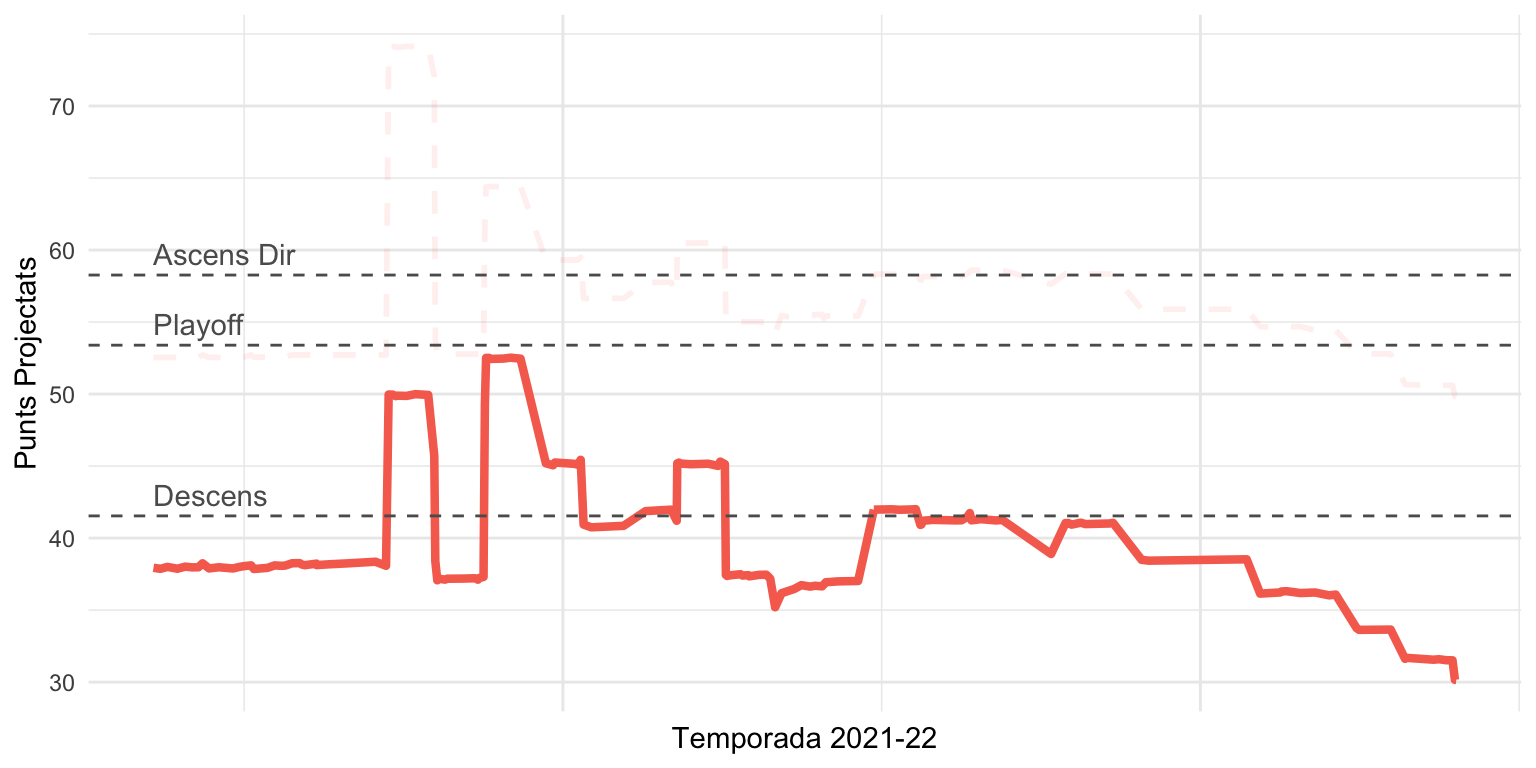 70
60
50
40
30
Punts Projectats
Ascens Dir
Playoff
Descens
Temporada 2021-22